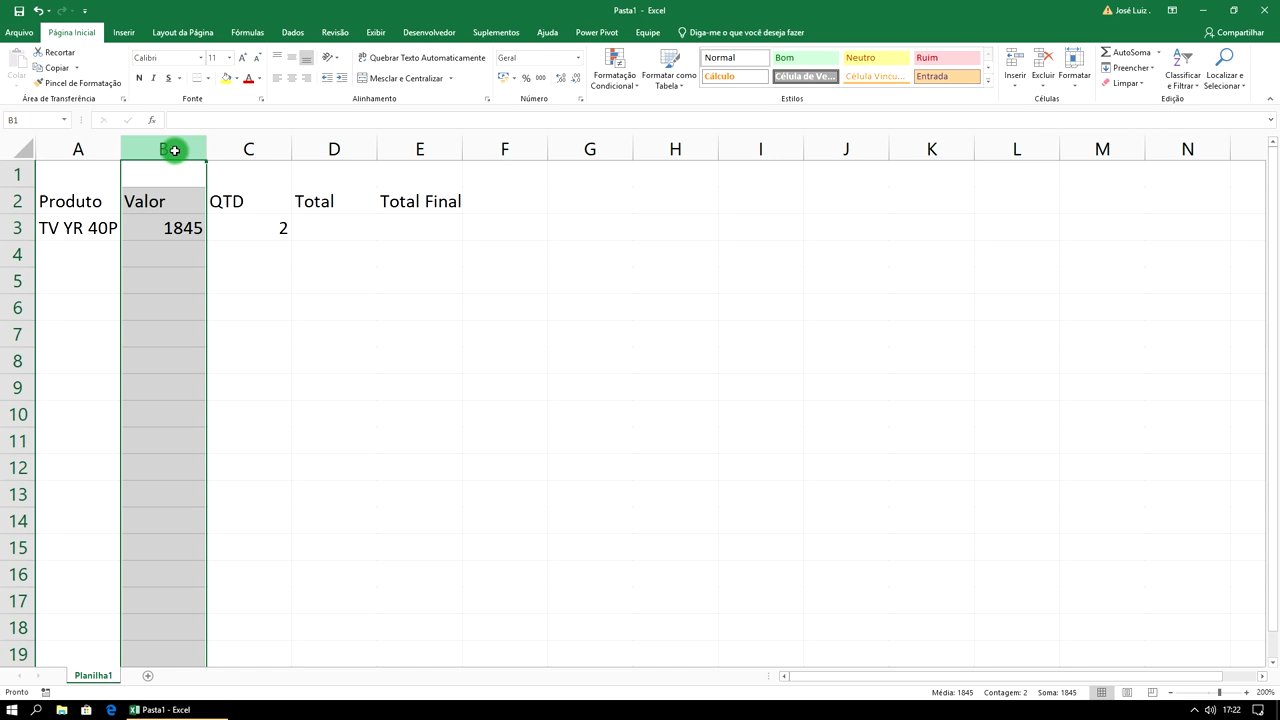 Pasta1 - Excel
José Luiz .
Arquivo Página Inicial Inserir Layout da Página Fórmulas Dados Revisão Exibir Desenvolvedor Suplementos Ajuda Power Pivot Equipe Diga-me o que você deseja fazer Compartilhar
Colar
Recortar
Copiar
Pincel de Formatação
Área de Transferência
Calibri 11
N I S
Fonte
Quebrar Texto Automaticamente
Mesclar e Centralizar
Alinhamento
Geral
% 000
Número
Formatação Condicional
Formatar como Tabela
Normal Bom Neutro Ruim
Cálculo Célula de Ve... Célula Vincu... Entrada
Estilos
Inserir Excluir Formatar
Células
AutoSoma
Preencher
Limpar
Classificar e Filtrar
Localizar e Selecionar
Edição
B1 fx
A B C D E F G H I J K L M N
1
2 Produto Valor QTD Total Total Final
3 TV YR 40P 1845 2
4
5
6
7
8
9
10
11
12
13
14
15
16
17
18
19
Planilha1
Pronto Média: 1845 Contagem: 2 Soma: 1845 200%
Pasta1 - Excel 17:22